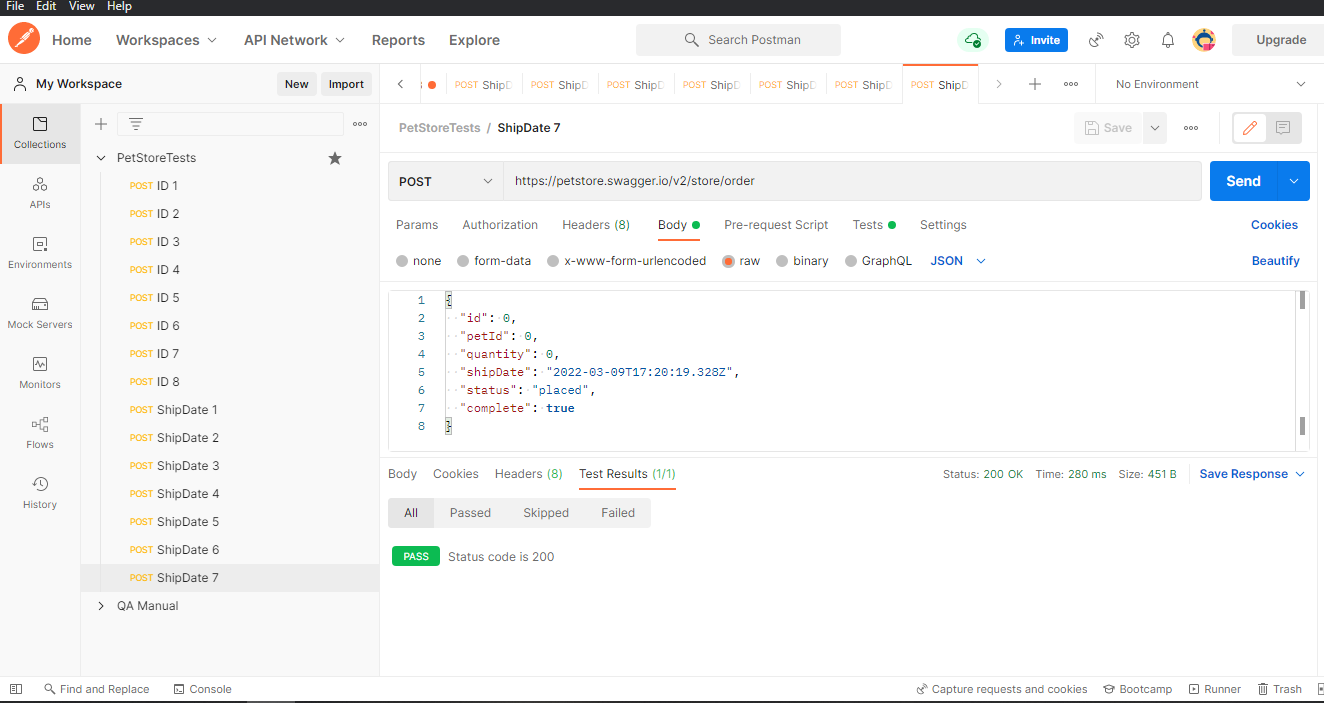 File Edit View Help
Home Workspaces API Network Reports Explore Search Postman Invite Upgrade
My Workspace New Import POST ShipD POST ShipD POST ShipD POST ShipD POST ShipD POST ShipD POST ShipD No Environment
Collections
APIs
Environments
Mock Servers
Monitors
Flows
History
PetStoreTests
POST ID 1
POST ID 2
POST ID 3
POST ID 4
POST ID 5
POST ID 6
POST ID 7
POST ID 8
POST ShipDate 1
POST ShipDate 2
POST ShipDate 3
POST ShipDate 4
POST ShipDate 5
POST ShipDate 6
POST ShipDate 7
QA Manual
PetStoreTests / ShipDate 7 Save
POST https://petstore.swagger.io/v2/store/order Send
Params Authorization Headers (8) Body Pre-request Script Tests Settings Cookies
none form-data x-www-form-urlencoded raw binary GraphQL JSON Beautify
1 {
2 "id": 0,
3 "petId": 0,
4 "quantity": 0,
5 "shipDate": "2022-03-09T17:20:19.328Z",
6 "status": "placed",
7 "complete": true
8 }
Body Cookies Headers (8) Test Results (1/1) Status: 200 OK Time: 280 ms Size: 451 B Save Response
All Passed Skipped Failed
PASS Status code is 200
Find and Replace Console Capture requests and cookies Bootcamp Runner Trash